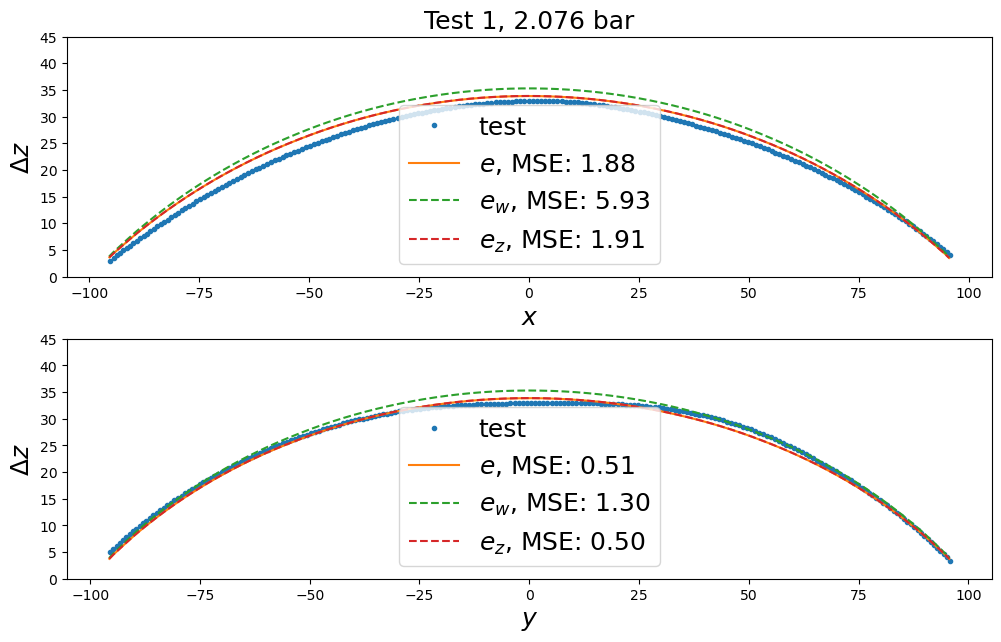 Test 1, 2.076 bar
45
40
35
30
25
20
15
10
5
0
Δz
test
e, MSE: 1.88
e_w, MSE: 5.93
e_z, MSE: 1.91
−100 −75 −50 −25 0 25 50 75 100
x
45
40
35
30
25
20
15
10
5
0
Δz
test
e, MSE: 0.51
e_w, MSE: 1.30
e_z, MSE: 0.50
−100 −75 −50 −25 0 25 50 75 100
y